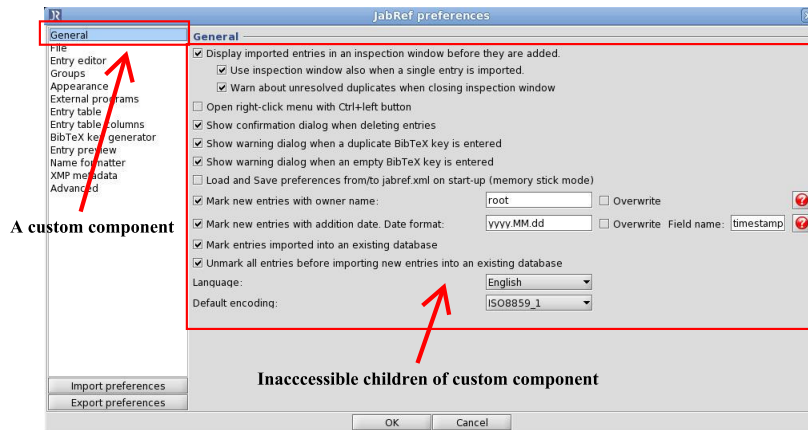 JabRef preferences
General
File
Entry editor
Groups
Appearance
External programs
Entry table
Entry table columns
BibTeX key generator
Entry preview
Name formatter
XMP metadata
Advanced
A custom component
Import preferences
Export preferences
General
Display imported entries in an inspection window before they are added.
Use inspection window also when a single entry is imported.
Warn about unresolved duplicates when closing inspection window
Open right-click menu with Ctrl+left button
Show confirmation dialog when deleting entries
Show warning dialog when a duplicate BibTeX key is entered
Show warning dialog when an empty BibTeX key is entered
Load and Save preferences from/to jabref.xml on start-up (memory stick mode)
Mark new entries with owner name: root Overwrite ?
Mark new entries with addition date. Date format: yyyy.MM.dd Overwrite Field name: timestamp ?
Mark entries imported into an existing database
Unmark all entries before importing new entries into an existing database
Language: English
Default encoding: ISO8859_1
Inacccessible children of custom component
OK Cancel